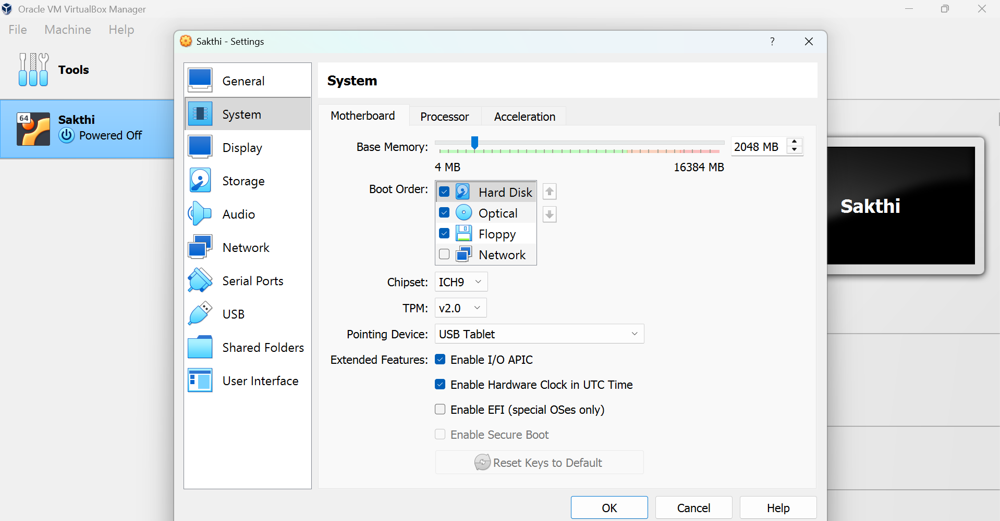 Oracle VM VirtualBox Manager
File Machine Help
Sakthi - Settings
?
Tools
64
Sakthi
Powered Off
General
System
Display
Storage
Audio
Network
Serial Ports
USB
Shared Folders
User Interface
System
Motherboard Processor Acceleration
Base Memory: 2048 MB
4 MB 16384 MB
Boot Order:
Hard Disk
Optical
Floppy
Network
Chipset: ICH9
TPM: v2.0
Pointing Device: USB Tablet
Extended Features: Enable I/O APIC
Enable Hardware Clock in UTC Time
Enable EFI (special OSes only)
Enable Secure Boot
Reset Keys to Default
OK Cancel Help
Sakthi